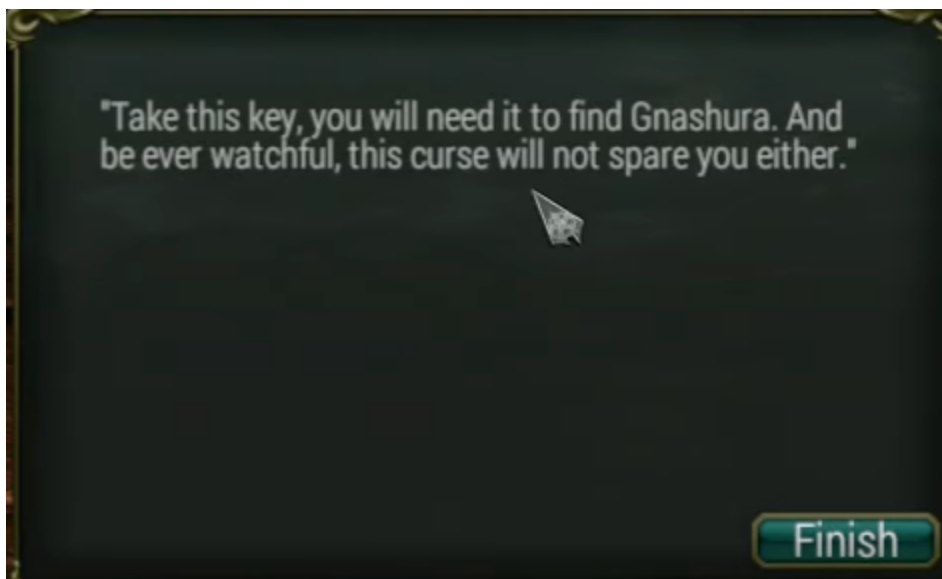 "Take this key, you will need it to find Gnashura. And
be ever watchful, this curse will not spare you either."
Finish